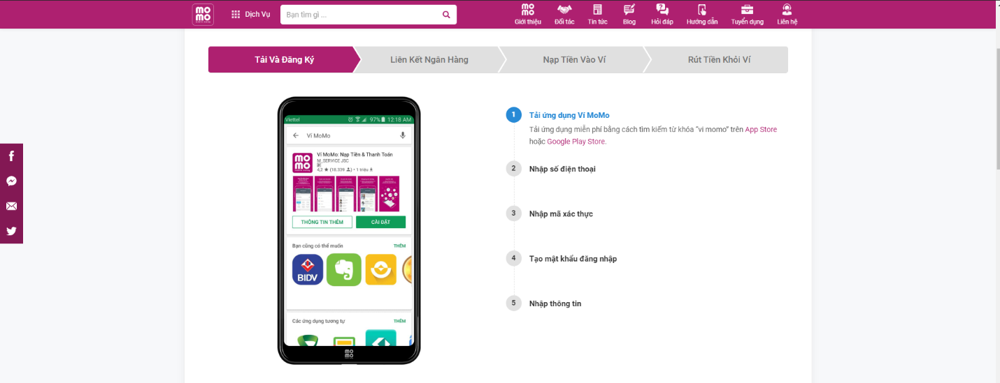 MOMO
Dịch Vụ
Bạn tìm gì ...
MOMO
Giới thiệu
Đối tác
Tin tức
Blog
Hỏi đáp
Hướng dẫn
Tuyển dụng
Liên hệ
Tải Và Đăng Ký
Liên Kết Ngân Hàng
Nạp Tiền Vào Ví
Rút Tiền Khỏi Ví
Viettel
97% 12:18 AM
Ví MoMo
MOMO
Ví MoMo: Nạp Tiền & Thanh Toán
M_SERVICE JSC
4,2 ★ (18.339) • 1 triệu
THÔNG TIN THÊM
CÀI ĐẶT
Bạn cũng có thể muốn
THÊM
BIDV
Các ứng dụng tương tự
THÊM
MOMO
1 Tải ứng dụng Ví MoMo
Tải ứng dụng miễn phí bằng cách tìm kiếm từ khóa “vi momo” trên App Store
hoặc Google Play Store.
2 Nhập số điện thoại
3 Nhập mã xác thực
4 Tạo mật khẩu đăng nhập
5 Nhập thông tin